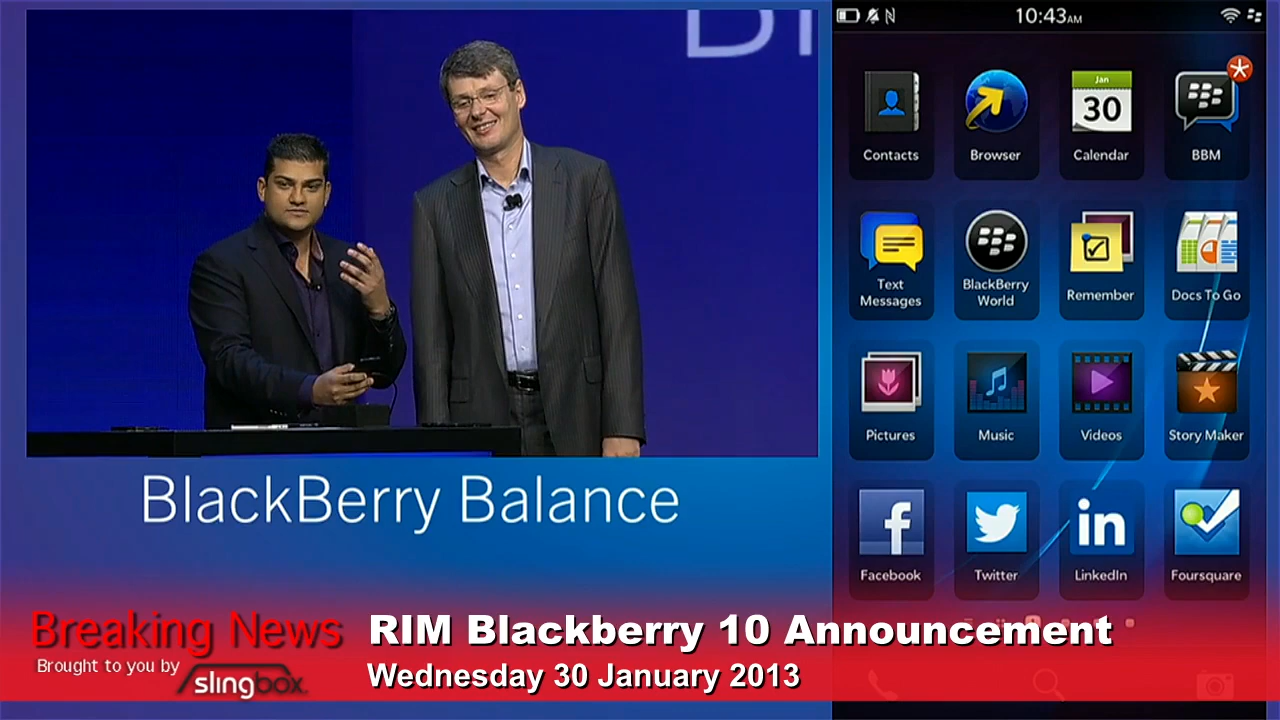 BI
10:43AM
Contacts
Browser
Jan
30
Calendar
BBM
Text
Messages
BlackBerry
World
Remember
Docs To Go
Pictures
Music
Videos
Story Maker
f
Facebook
Twitter
in
LinkedIn
Foursquare
BlackBerry Balance
Breaking News
Brought to you by
slingbox.
RIM Blackberry 10 Announcement
Wednesday 30 January 2013